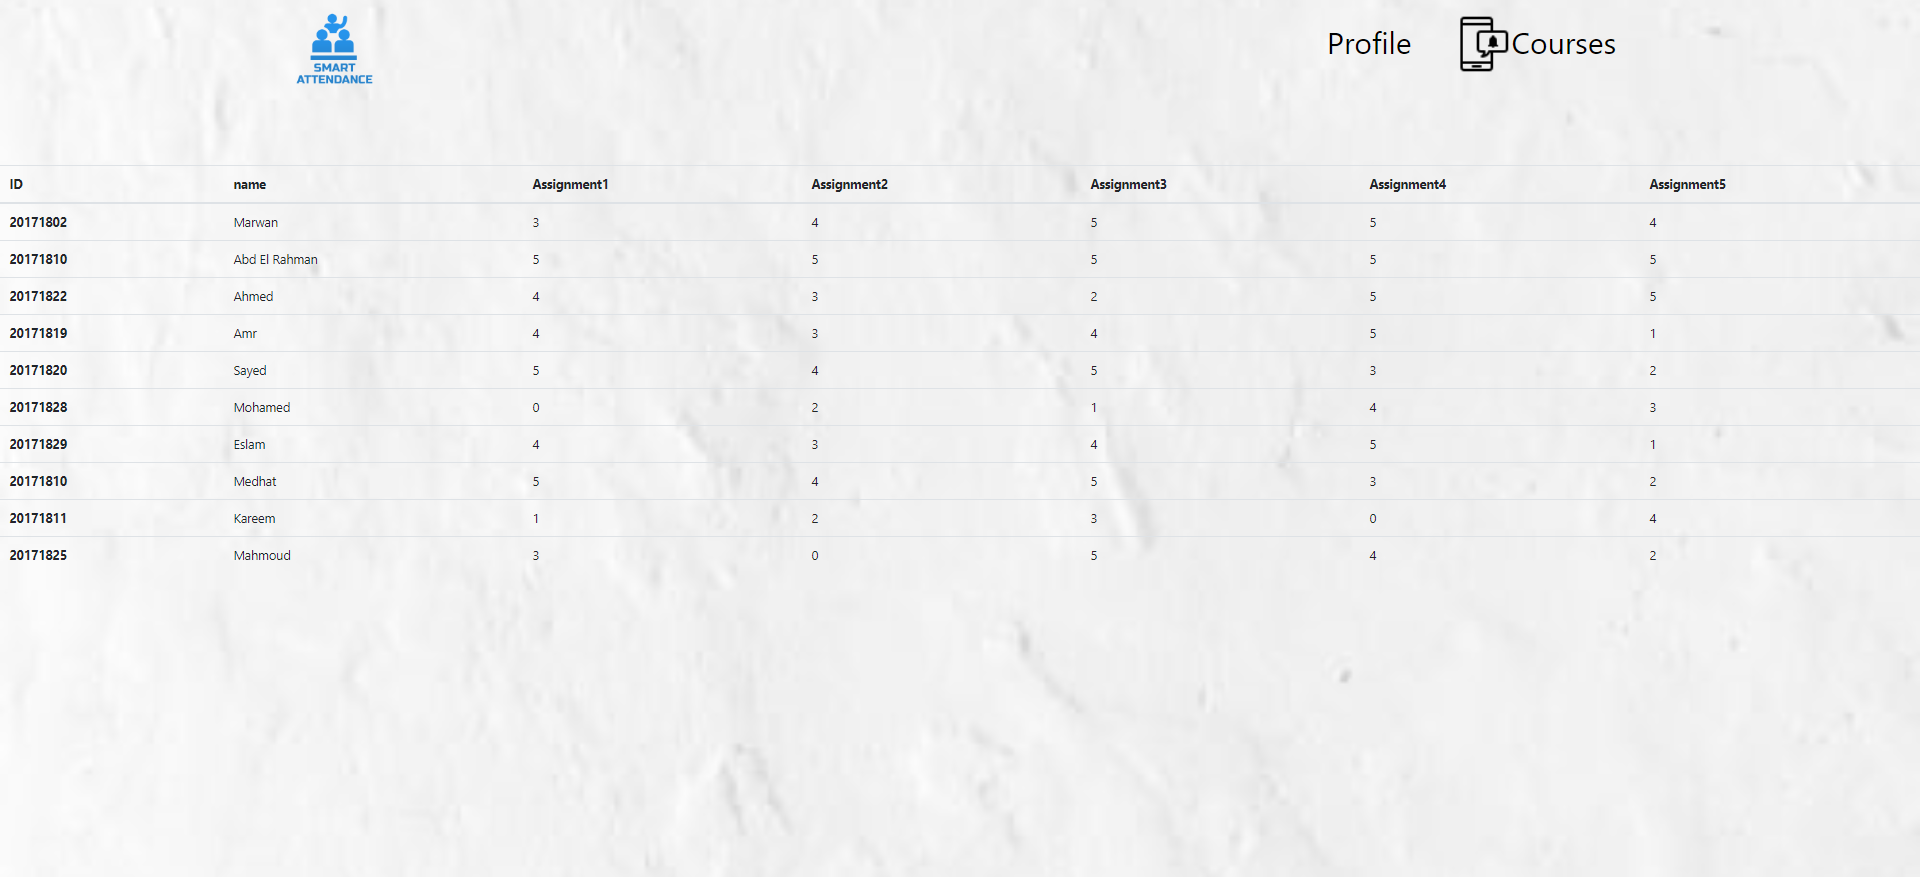 SMART
ATTENDANCE
Profile Courses
ID name Assignment1 Assignment2 Assignment3 Assignment4 Assignment5
20171802 Marwan 3 4 5 5 4
20171810 Abd El Rahman 5 5 5 5 5
20171822 Ahmed 4 3 2 5 5
20171819 Amr 4 3 4 5 1
20171820 Sayed 5 4 5 3 2
20171828 Mohamed 0 2 1 4 3
20171829 Eslam 4 3 4 5 1
20171810 Medhat 5 4 5 3 2
20171811 Kareem 1 2 3 0 4
20171825 Mahmoud 3 0 5 4 2